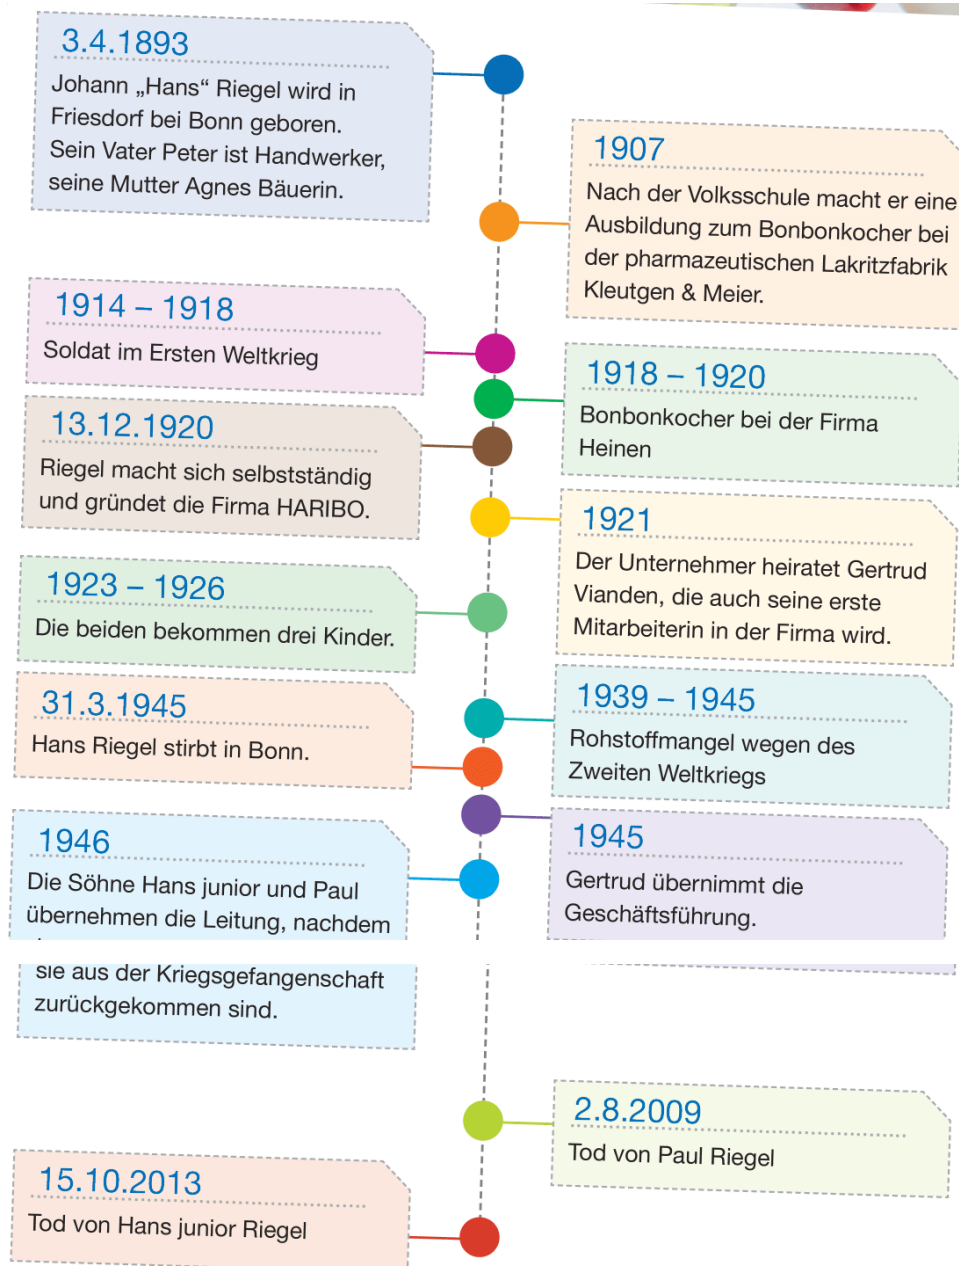 3.4.1893
Johann „Hans“ Riegel wird in
Friesdorf bei Bonn geboren.
Sein Vater Peter ist Handwerker,
seine Mutter Agnes Bäuerin.
1907
Nach der Volksschule macht er eine
Ausbildung zum Bonbonkocher bei
der pharmazeutischen Lakritzfabrik
Kleutgen & Meier.
1914 – 1918
Soldat im Ersten Weltkrieg
1918 – 1920
Bonbonkocher bei der Firma
Heinen
13.12.1920
Riegel macht sich selbstständig
und gründet die Firma HARIBO.
1921
Der Unternehmer heiratet Gertrud
Vianden, die auch seine erste
Mitarbeiterin in der Firma wird.
1923 – 1926
Die beiden bekommen drei Kinder.
1939 – 1945
Rohstoffmangel wegen des
Zweiten Weltkriegs
31.3.1945
Hans Riegel stirbt in Bonn.
1945
Gertrud übernimmt die
Geschäftsführung.
1946
Die Söhne Hans junior und Paul
übernehmen die Leitung, nachdem
sie aus der Kriegsgefangenschaft
zurückgekommen sind.
2.8.2009
Tod von Paul Riegel
15.10.2013
Tod von Hans junior Riegel